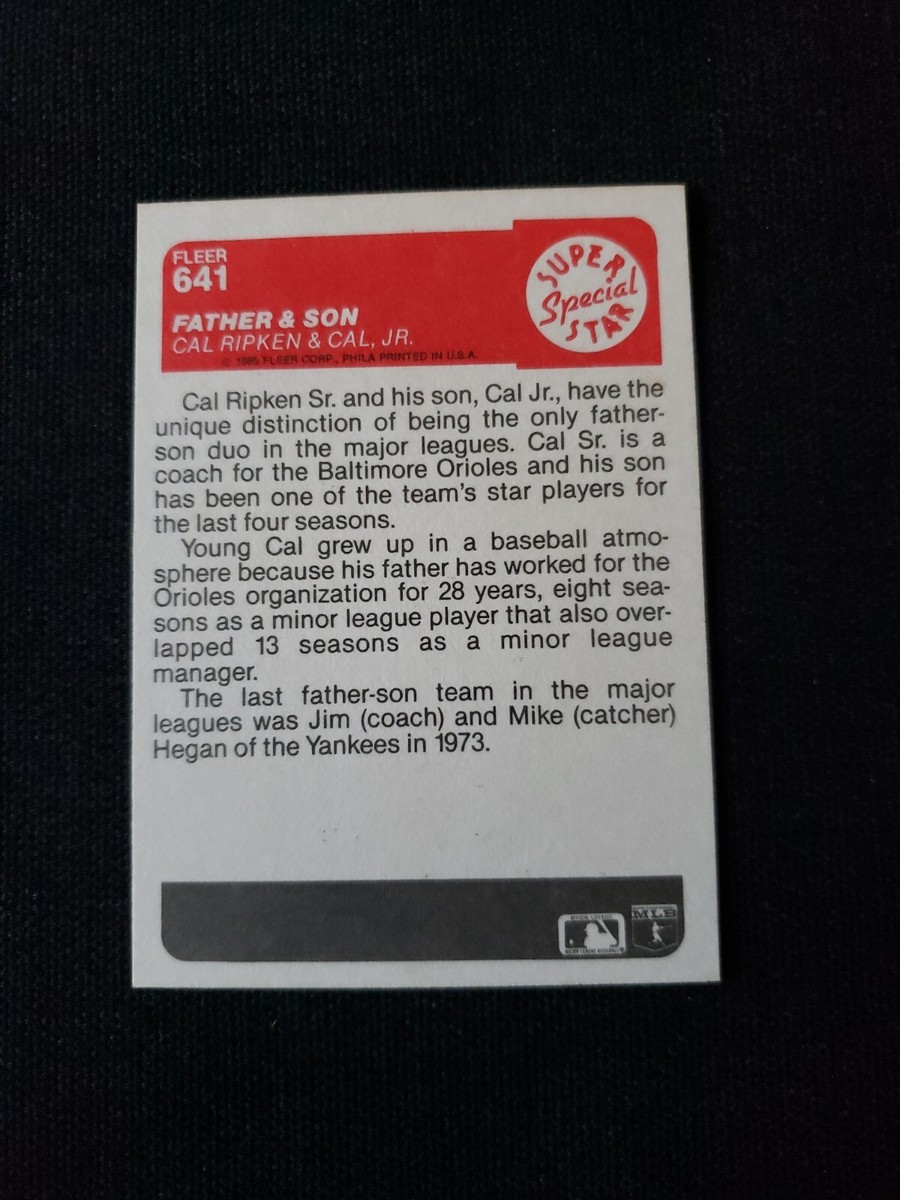 FLEER
641
SUPER
Special
STAR
FATHER & SON
CAL RIPKEN & CAL, JR.
© 1985 FLEER CORP., PHILA PRINTED IN U.S.A.
Cal Ripken Sr. and his son, Cal Jr., have the
unique distinction of being the only father-
son duo in the major leagues. Cal Sr. is a
coach for the Baltimore Orioles and his son
has been one of the team's star players for
the last four seasons.
Young Cal grew up in a baseball atmo-
sphere because his father has worked for the
Orioles organization for 28 years, eight sea-
sons as a minor league player that also over-
lapped 13 seasons as a minor league
manager.
The last father-son team in the major
leagues was Jim (coach) and Mike (catcher)
Hegan of the Yankees in 1973.
MLB